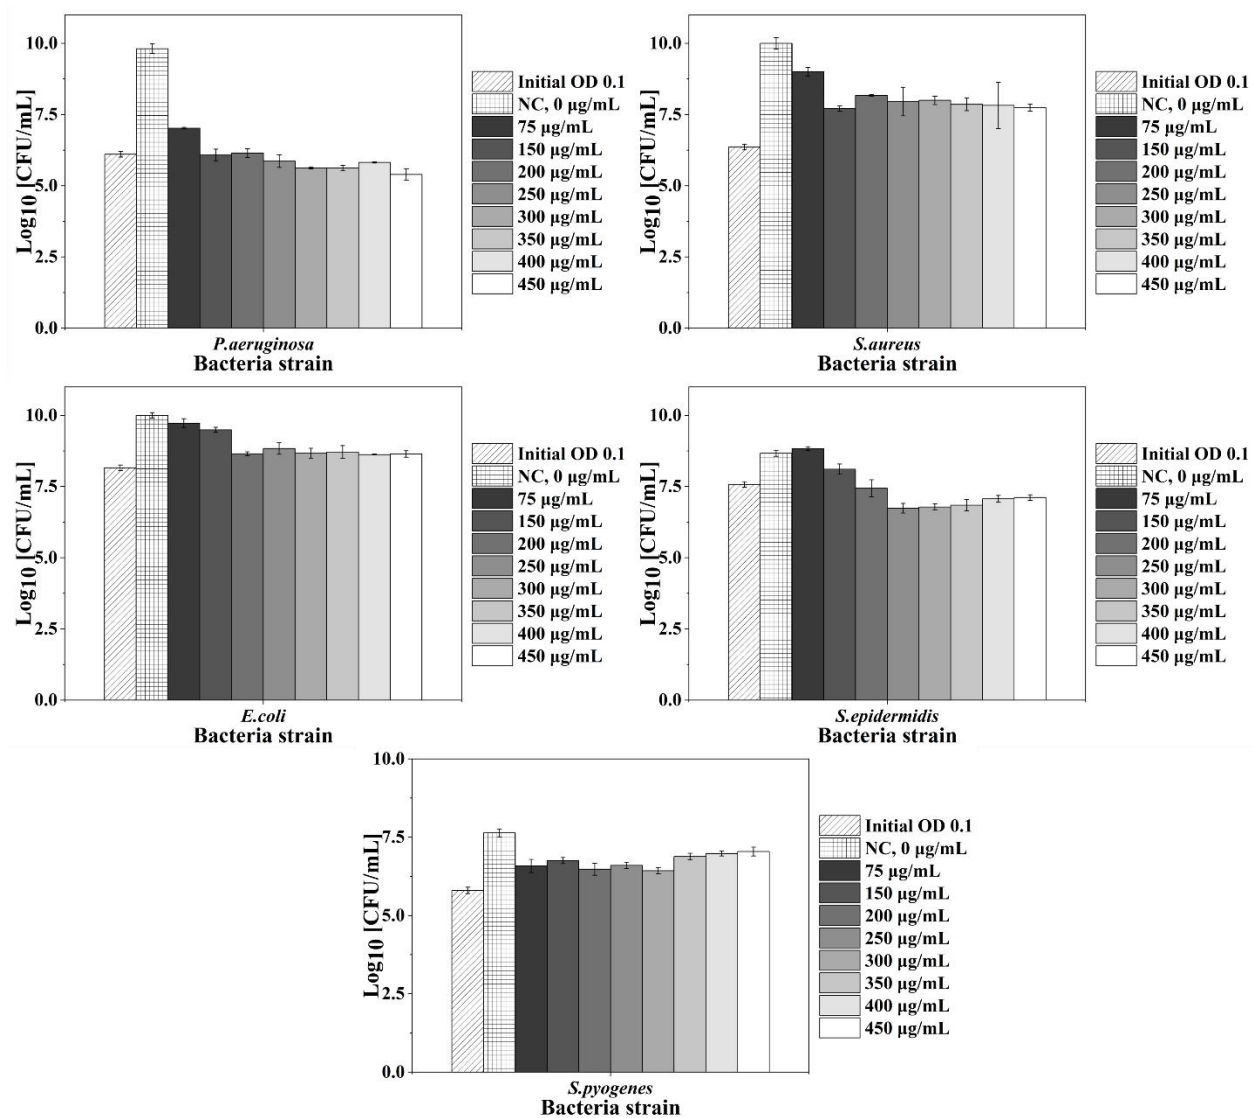 Log10 [CFU/mL]
10.0
7.5
5.0
2.5
0.0
P.aeruginosa
Bacteria strain
Initial OD 0.1
NC, 0 μg/mL
75 μg/mL
150 μg/mL
200 μg/mL
250 μg/mL
300 μg/mL
350 μg/mL
400 μg/mL
450 μg/mL
Log10 [CFU/mL]
10.0
7.5
5.0
2.5
0.0
S.aureus
Bacteria strain
Initial OD 0.1
NC, 0 μg/mL
75 μg/mL
150 μg/mL
200 μg/mL
250 μg/mL
300 μg/mL
350 μg/mL
400 μg/mL
450 μg/mL
Log10 [CFU/mL]
10.0
7.5
5.0
2.5
0.0
E.coli
Bacteria strain
Initial OD 0.1
NC, 0 μg/mL
75 μg/mL
150 μg/mL
200 μg/mL
250 μg/mL
300 μg/mL
350 μg/mL
400 μg/mL
450 μg/mL
Log10 [CFU/mL]
10.0
7.5
5.0
2.5
0.0
S.epidermidis
Bacteria strain
Initial OD 0.1
NC, 0 μg/mL
75 μg/mL
150 μg/mL
200 μg/mL
250 μg/mL
300 μg/mL
350 μg/mL
400 μg/mL
450 μg/mL
Log10 [CFU/mL]
10.0
7.5
5.0
2.5
0.0
S.pyogenes
Bacteria strain
Initial OD 0.1
NC, 0 μg/mL
75 μg/mL
150 μg/mL
200 μg/mL
250 μg/mL
300 μg/mL
350 μg/mL
400 μg/mL
450 μg/mL